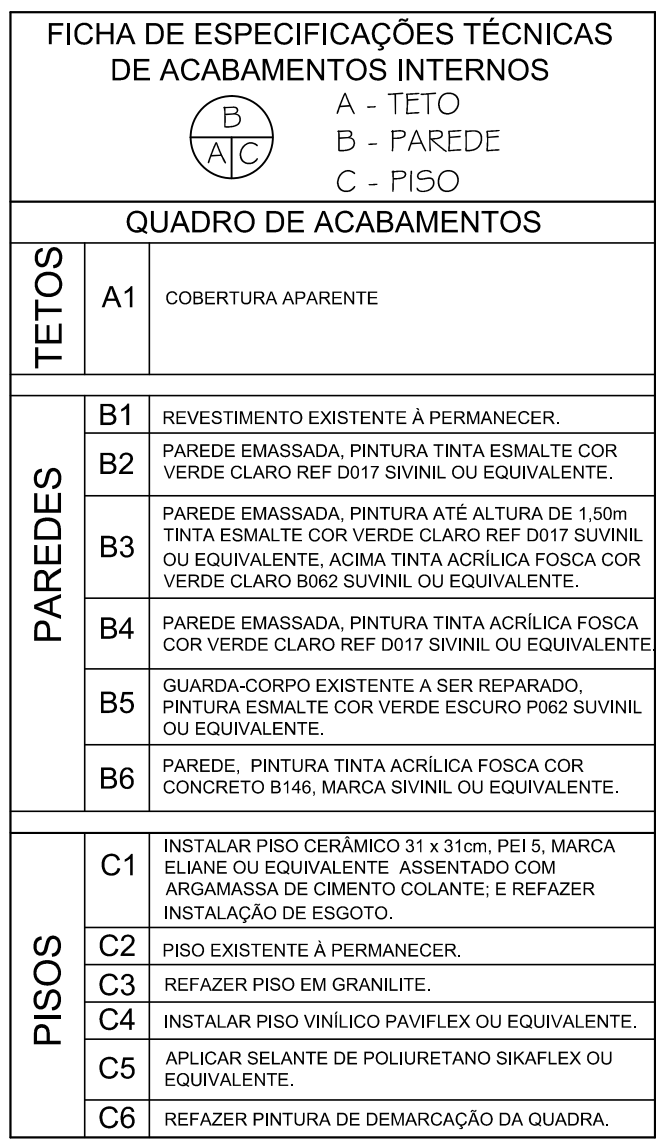 FICHA DE ESPECIFICAÇÕES TÉCNICAS
DE ACABAMENTOS INTERNOS
B
A C
A - TETO
B - PAREDE
C - PISO
QUADRO DE ACABAMENTOS
TETOS
A1
COBERTURA APARENTE
PAREDES
B1
REVESTIMENTO EXISTENTE À PERMANECER.
B2
PAREDE EMASSADA, PINTURA TINTA ESMALTE COR
VERDE CLARO REF D017 SIVINIL OU EQUIVALENTE.
B3
PAREDE EMASSADA, PINTURA ATÉ ALTURA DE 1,50m
TINTA ESMALTE COR VERDE CLARO REF D017 SUVINIL
OU EQUIVALENTE, ACIMA TINTA ACRÍLICA FOSCA COR
VERDE CLARO B062 SUVINIL OU EQUIVALENTE.
B4
PAREDE EMASSADA, PINTURA TINTA ACRÍLICA FOSCA
COR VERDE CLARO REF D017 SIVINIL OU EQUIVALENTE.
B5
GUARDA-CORPO EXISTENTE A SER REPARADO,
PINTURA ESMALTE COR VERDE ESCURO P062 SUVINIL
OU EQUIVALENTE.
B6
PAREDE, PINTURA TINTA ACRÍLICA FOSCA COR
CONCRETO B146, MARCA SIVINIL OU EQUIVALENTE.
PISOS
C1
INSTALAR PISO CERÂMICO 31 x 31cm, PEI 5, MARCA
ELIANE OU EQUIVALENTE ASSENTADO COM
ARGAMASSA DE CIMENTO COLANTE; E REFAZER
INSTALAÇÃO DE ESGOTO.
C2
PISO EXISTENTE À PERMANECER.
C3
REFAZER PISO EM GRANILITE.
C4
INSTALAR PISO VINÍLICO PAVIFLEX OU EQUIVALENTE.
C5
APLICAR SELANTE DE POLIURETANO SIKAFLEX OU
EQUIVALENTE.
C6
REFAZER PINTURA DE DEMARCAÇÃO DA QUADRA.